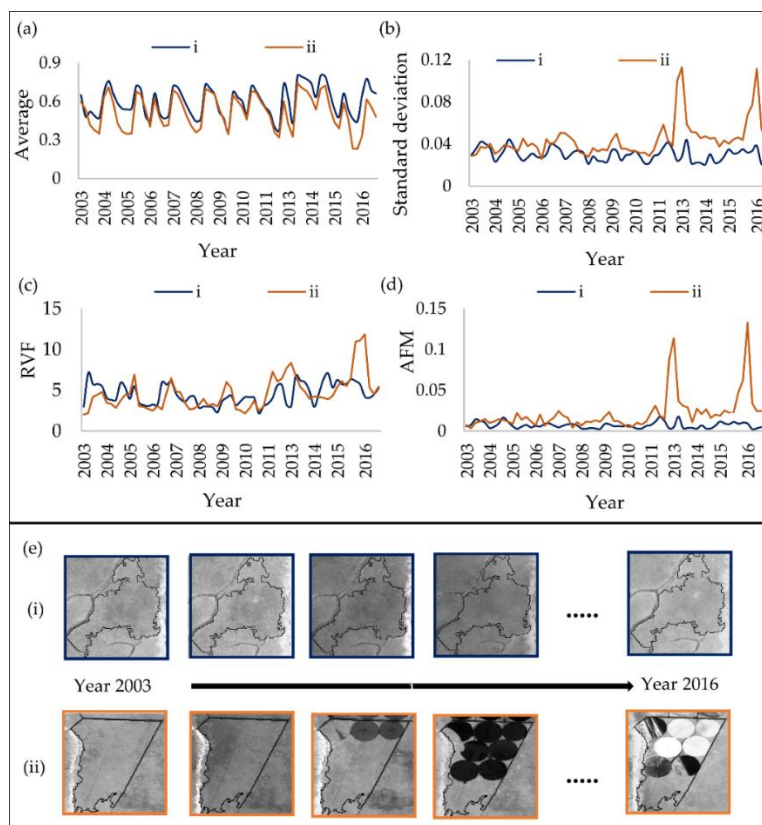 (a)
i ii
0.9
0.6
0.3
0
Average
2003 2004 2005 2006 2007 2008 2009 2010 2011 2012 2013 2014 2015 2016
Year
(b)
i ii
0.12
0.08
0.04
0
Standard deviation
2003 2004 2005 2006 2007 2008 2009 2010 2011 2013 2014 2015 2016
Year
(c)
i ii
15
10
5
0
RVF
2003 2004 2005 2006 2007 2008 2009 2010 2011 2012 2013 2014 2015 2016
Year
(d)
i ii
0.15
0.1
0.05
0
AFM
2003 2004 2005 2006 2007 2008 2009 2010 2011 2013 2014 2015 2016
Year
(e)
(i)
.....
Year 2003 Year 2016
(ii)
.....